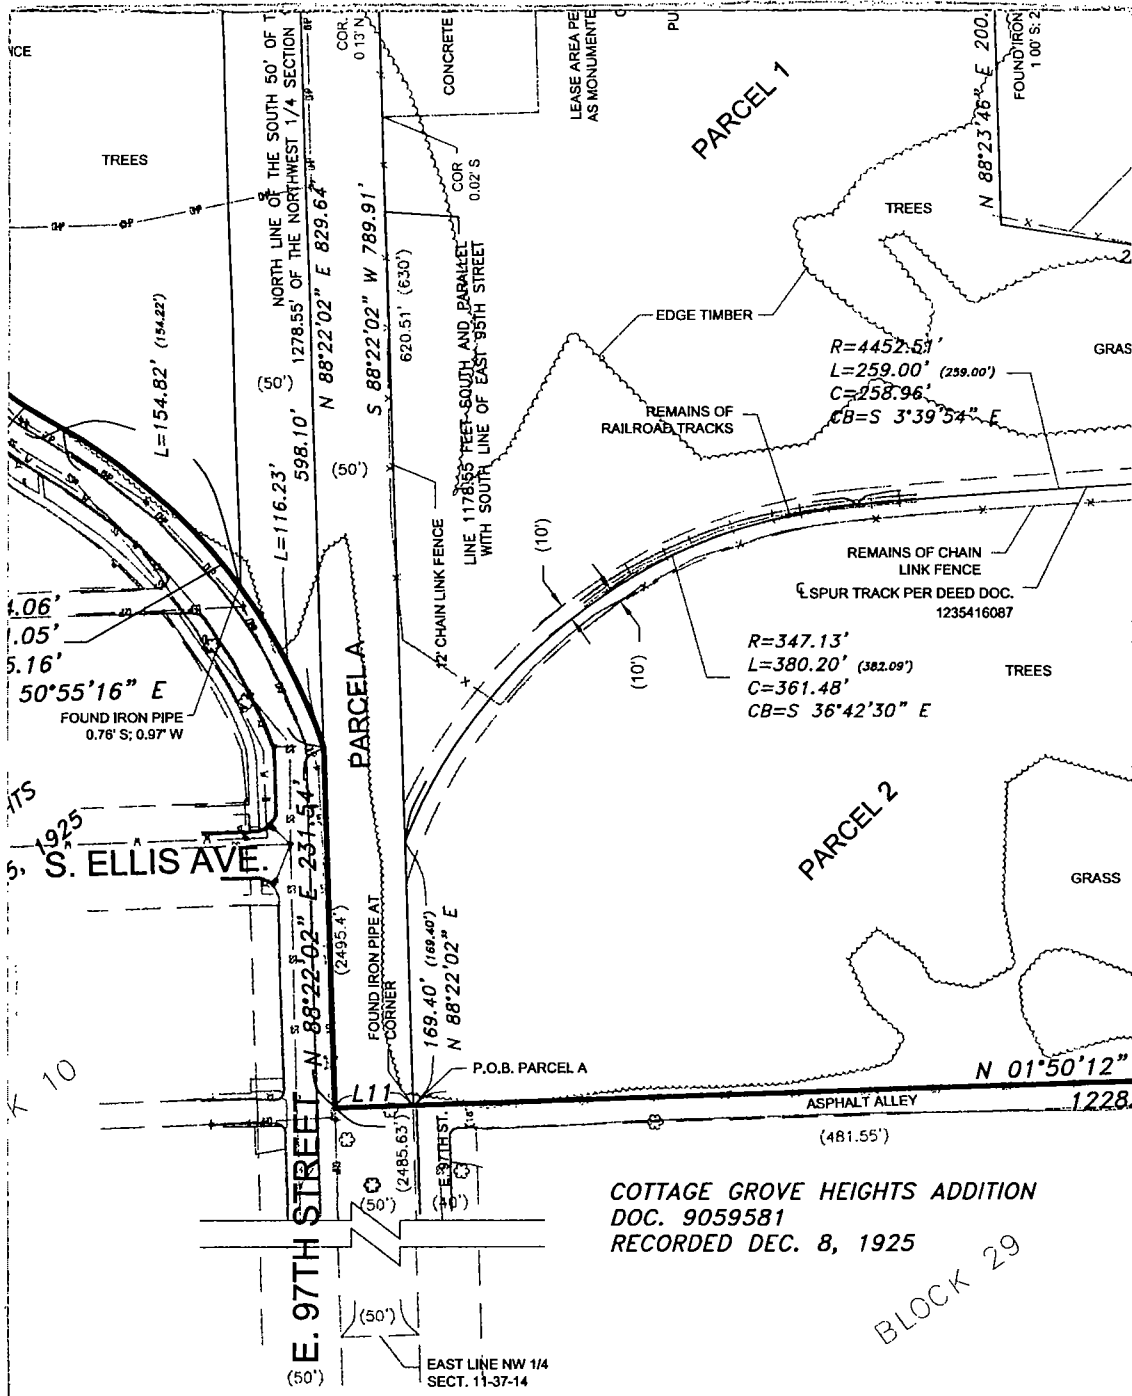 ICE
COR.
0.13' N
CONCRETE
LEASE AREA PE
AS MONUMENTE
PU
PARCEL 1
N 88°23'46" E 200.
FOUND IRON
1.00' S; 2
TREES
NORTH LINE OF THE SOUTH 50' OF T
1278.55' OF THE NORTHWEST 1/4 SECTION
N 88°22'02" E 829.64'
S 88°22'02" W 789.91'
620.51' (630')
COR
0.02' S
LINE 1178.55 FEET SOUTH AND PARALLEL
WITH SOUTH LINE OF EAST 95TH STREET
TREES
EDGE TIMBER
L=154.82' (154.22')
(50')
598.10'
L=116.23'
(50')
R=4452.51'
L=259.00' (259.00')
C=258.96'
CB=S 3°39'54" E
GRAS
REMAINS OF
RAILROAD TRACKS
12' CHAIN LINK FENCE
(10')
(10')
REMAINS OF CHAIN
LINK FENCE
℄ SPUR TRACK PER DEED DOC.
1235416087
4.06'
.05'
5.16'
50°55'16" E
FOUND IRON PIPE
0.76' S; 0.97' W
PARCEL A
R=347.13'
L=380.20' (382.09')
C=361.48'
CB=S 36°42'30" E
TREES
PARCEL 2
HTS
5, 1925
S. ELLIS AVE.
N 88°22'02" E 231.54'
(2495.4')
FOUND IRON PIPE AT
CORNER
169.40' (169.40')
N 88°22'02" E
GRASS
P.O.B. PARCEL A
N 01°50'12"
1228.
K 10
L11
ASPHALT ALLEY
(481.55')
(2485.63')
E. 97TH ST.
(16')
(50')
(40')
E. 97TH STREET
COTTAGE GROVE HEIGHTS ADDITION
DOC. 9059581
RECORDED DEC. 8, 1925
BLOCK 29
(50')
(50')
EAST LINE NW 1/4
SECT. 11-37-14